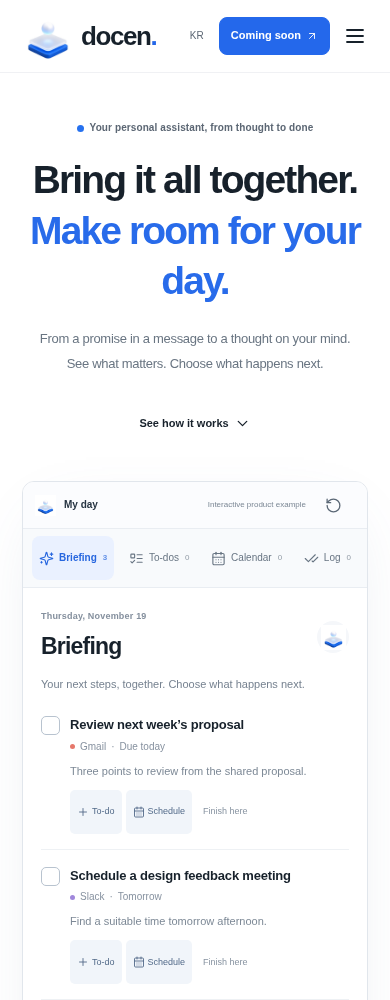 docen.
KR
Coming soon
Your personal assistant, from thought to done
Bring it all together.
Make room for your
day.
From a promise in a message to a thought on your mind.
See what matters. Choose what happens next.
See how it works
My day
Interactive product example
Briefing 3
To-dos 0
Calendar 0
Log 0
Thursday, November 19
Briefing
Your next steps, together. Choose what happens next.
Review next week’s proposal
Gmail · Due today
Three points to review from the shared proposal.
To-do
Schedule
Finish here
Schedule a design feedback meeting
Slack · Tomorrow
Find a suitable time tomorrow afternoon.
To-do
Schedule
Finish here